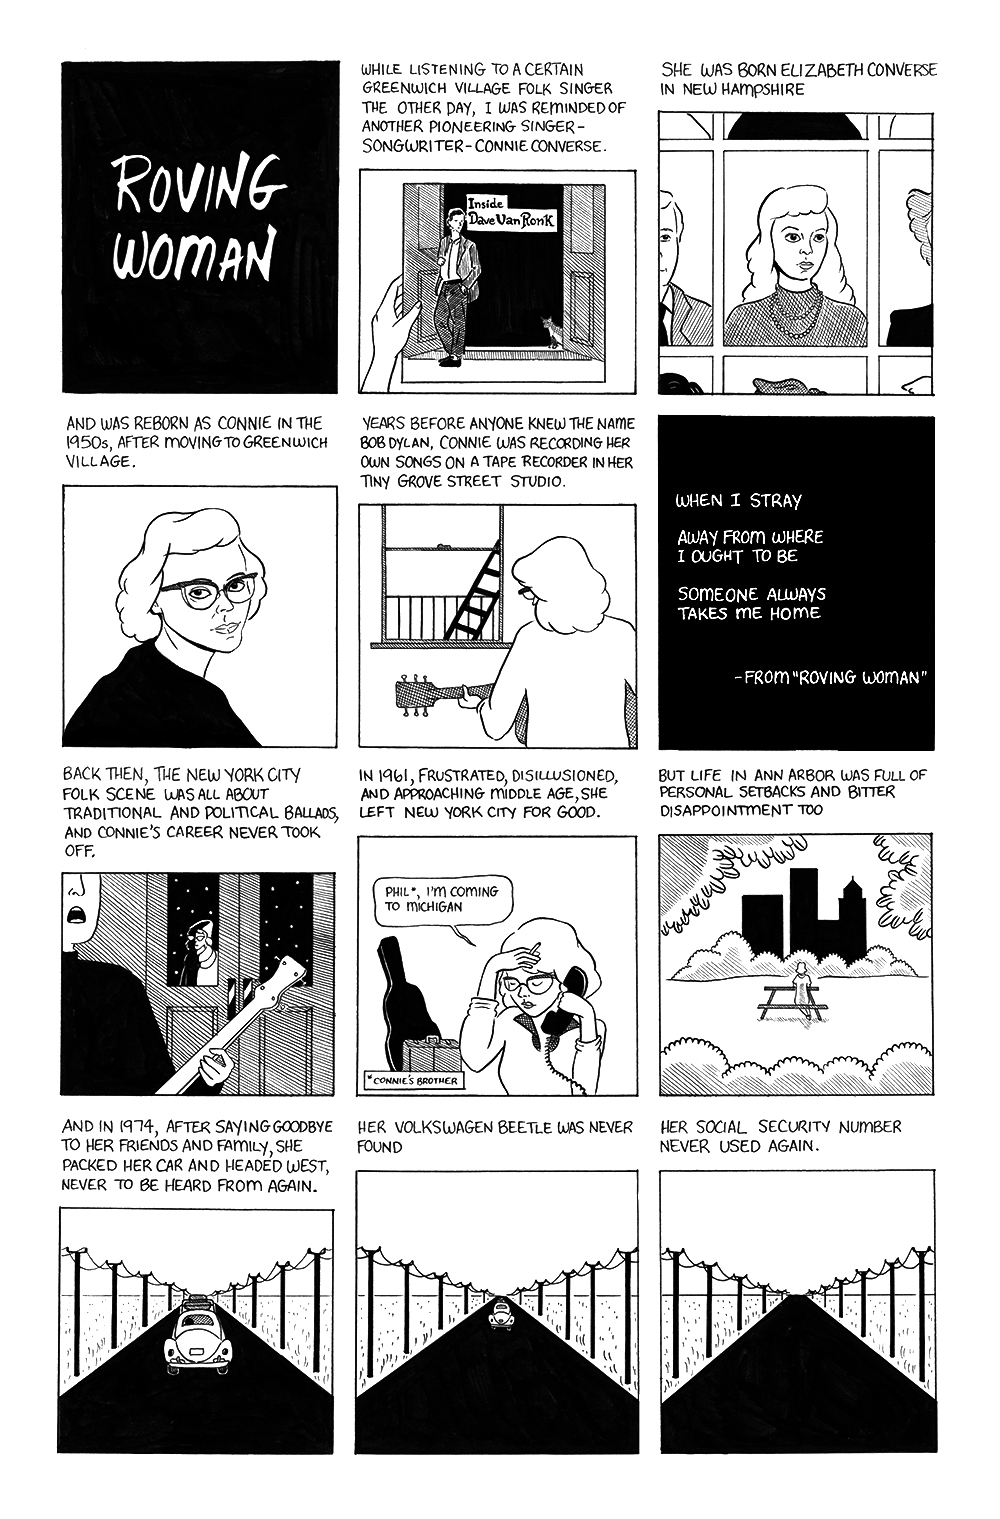 ROVING
WOMAN
WHILE LISTENING TO A CERTAIN
GREENWICH VILLAGE FOLK SINGER
THE OTHER DAY, I WAS REMINDED OF
ANOTHER PIONEERING SINGER-
SONGWRITER-CONNIE CONVERSE.
Inside
Dave Van Ronk
SHE WAS BORN ELIZABETH CONVERSE
IN NEW HAMPSHIRE
AND WAS REBORN AS CONNIE IN THE
1950s, AFTER MOVING TO GREENWICH
VILLAGE.
YEARS BEFORE ANYONE KNEW THE NAME
BOB DYLAN, CONNIE WAS RECORDING HER
OWN SONGS ON A TAPE RECORDER IN HER
TINY GROVE STREET STUDIO.
WHEN I STRAY
AWAY FROM WHERE
I OUGHT TO BE
SOMEONE ALWAYS
TAKES ME HOME
-FROM "ROVING WOMAN"
BACK THEN, THE NEW YORK CITY
FOLK SCENE WAS ALL ABOUT
TRADITIONAL AND POLITICAL BALLADS,
AND CONNIE'S CAREER NEVER TOOK
OFF.
IN 1961, FRUSTRATED, DISILLUSIONED,
AND APPROACHING MIDDLE AGE, SHE
LEFT NEW YORK CITY FOR GOOD.
PHIL*, I'M COMING
TO MICHIGAN
*CONNIE'S BROTHER
BUT LIFE IN ANN ARBOR WAS FULL OF
PERSONAL SETBACKS AND BITTER
DISAPPOINTMENT TOO
AND IN 1974, AFTER SAYING GOODBYE
TO HER FRIENDS AND FAMILY, SHE
PACKED HER CAR AND HEADED WEST,
NEVER TO BE HEARD FROM AGAIN.
HER VOLKSWAGEN BEETLE WAS NEVER
FOUND
HER SOCIAL SECURITY NUMBER
NEVER USED AGAIN.